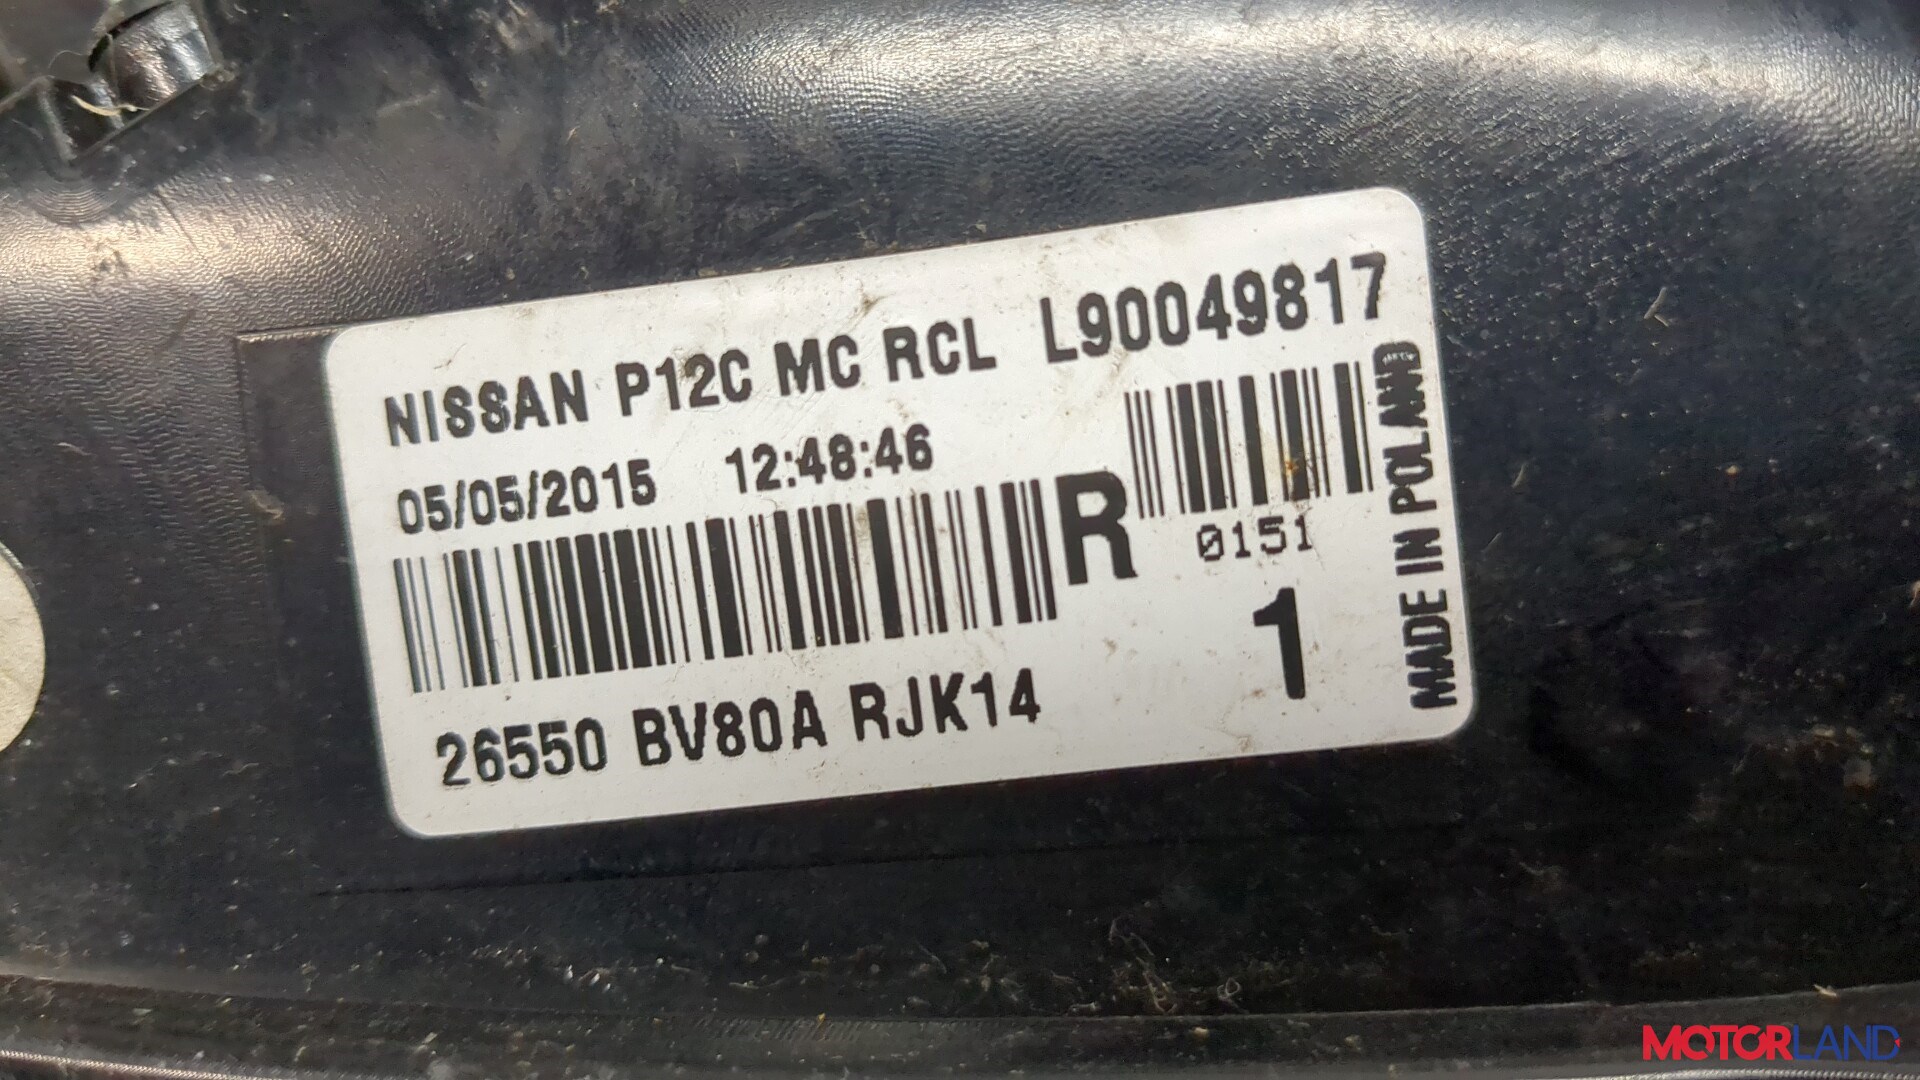 NISSAN P12C MC RCL L90049817
05/05/2015 12:48:46
R
0151
1
26550 BV80A RJK14
MADE IN POLAND
MOTORLAND